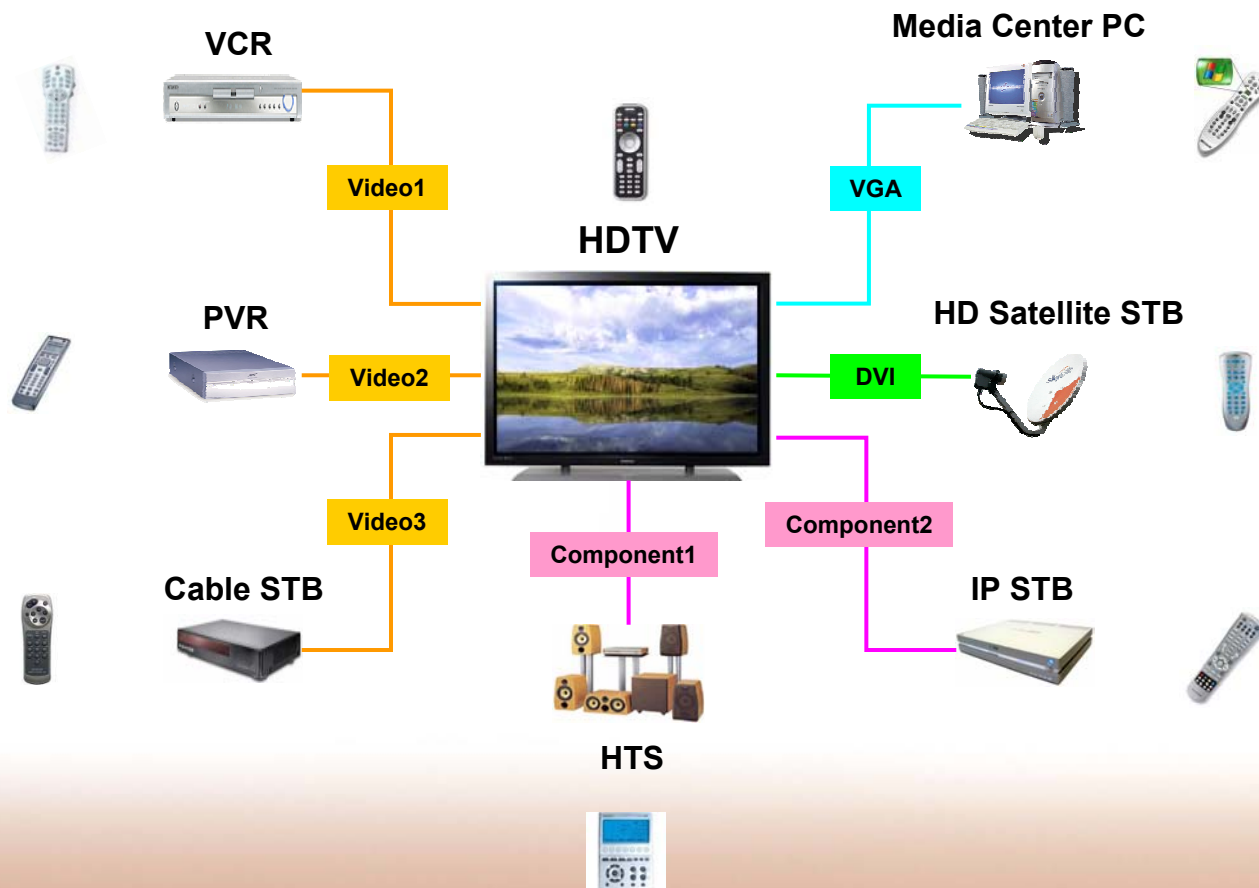 VCR
Media Center PC
Video1
VGA
HDTV
PVR
HD Satellite STB
Video2
DVI
Video3
Component2
Component1
Cable STB
IP STB
HTS